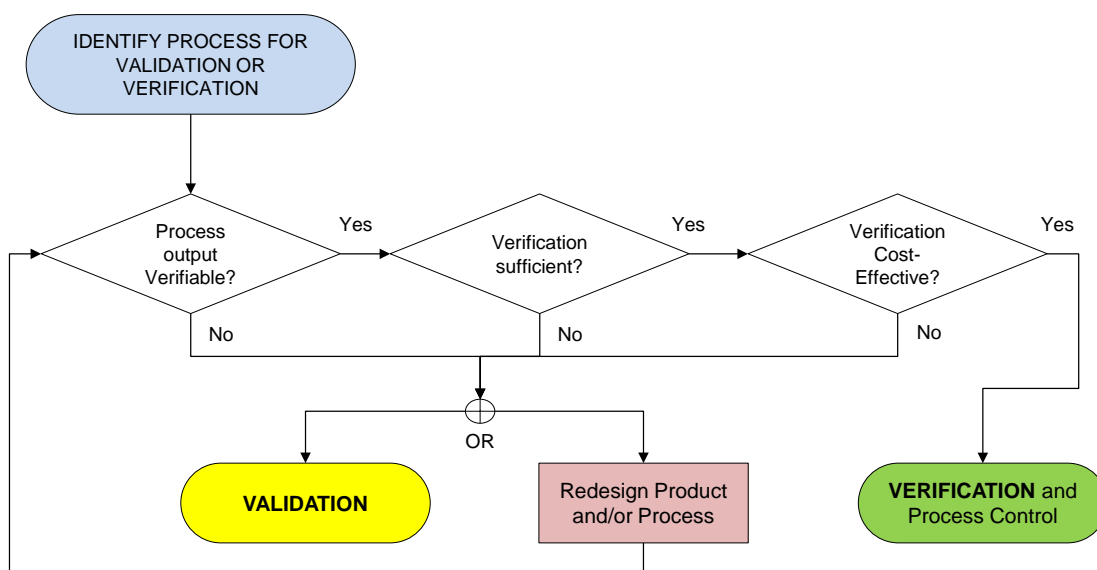 IDENTIFY PROCESS FOR
VALIDATION OR
VERIFICATION
Process
output
Verifiable?
Yes
Verification
sufficient?
Yes
Verification
Cost-
Effective?
Yes
No
No
No
OR
VALIDATION
Redesign Product
and/or Process
VERIFICATION and
Process Control